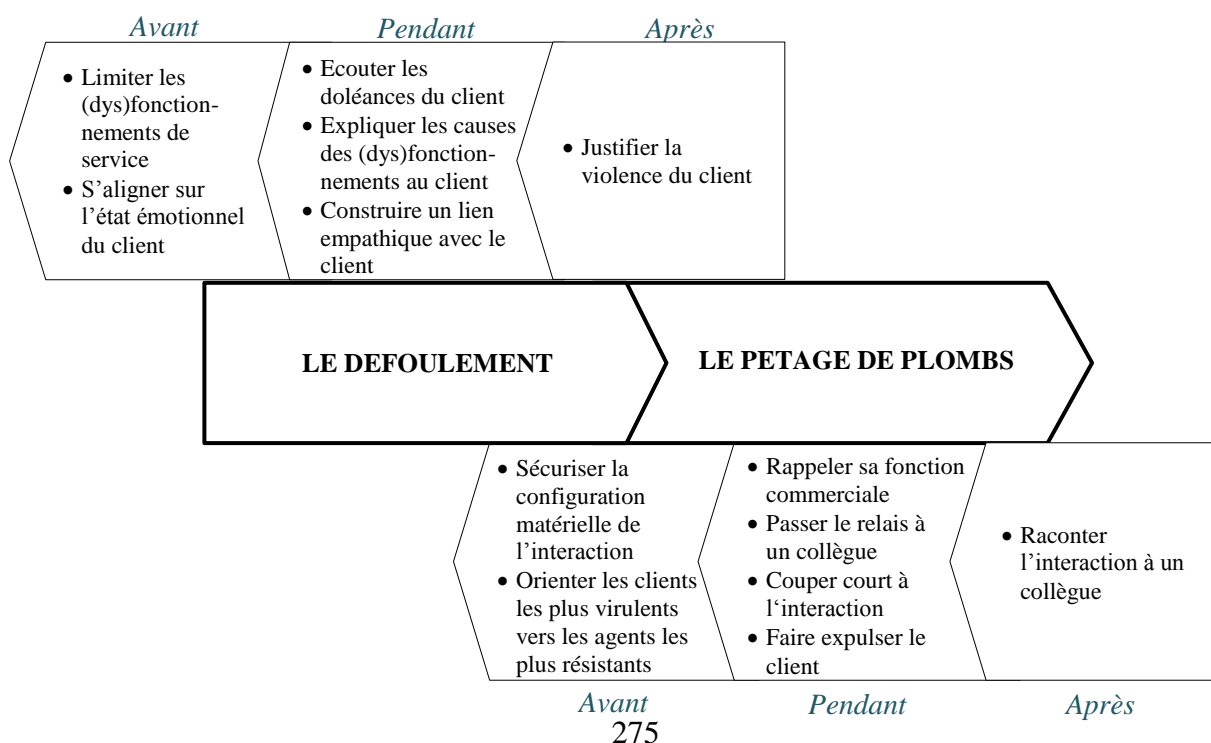 Avant
Pendant
Après
• Limiter les
(dys)fonction-
nements de
service
• S’aligner sur
l’état émotionnel
du client
• Ecouter les
doléances du client
• Expliquer les causes
des (dys)fonction-
nements au client
• Construire un lien
empathique avec le
client
• Justifier la
violence du client
LE DEFOULEMENT
LE PETAGE DE PLOMBS
• Sécuriser la
configuration
matérielle de
l’interaction
• Orienter les clients
les plus virulents
vers les agents les
plus résistants
• Rappeler sa fonction
commerciale
• Passer le relais à
un collègue
• Couper court à
l‘interaction
• Faire expulser le
client
• Raconter
l’interaction à un
collègue
Avant
Pendant
Après
275